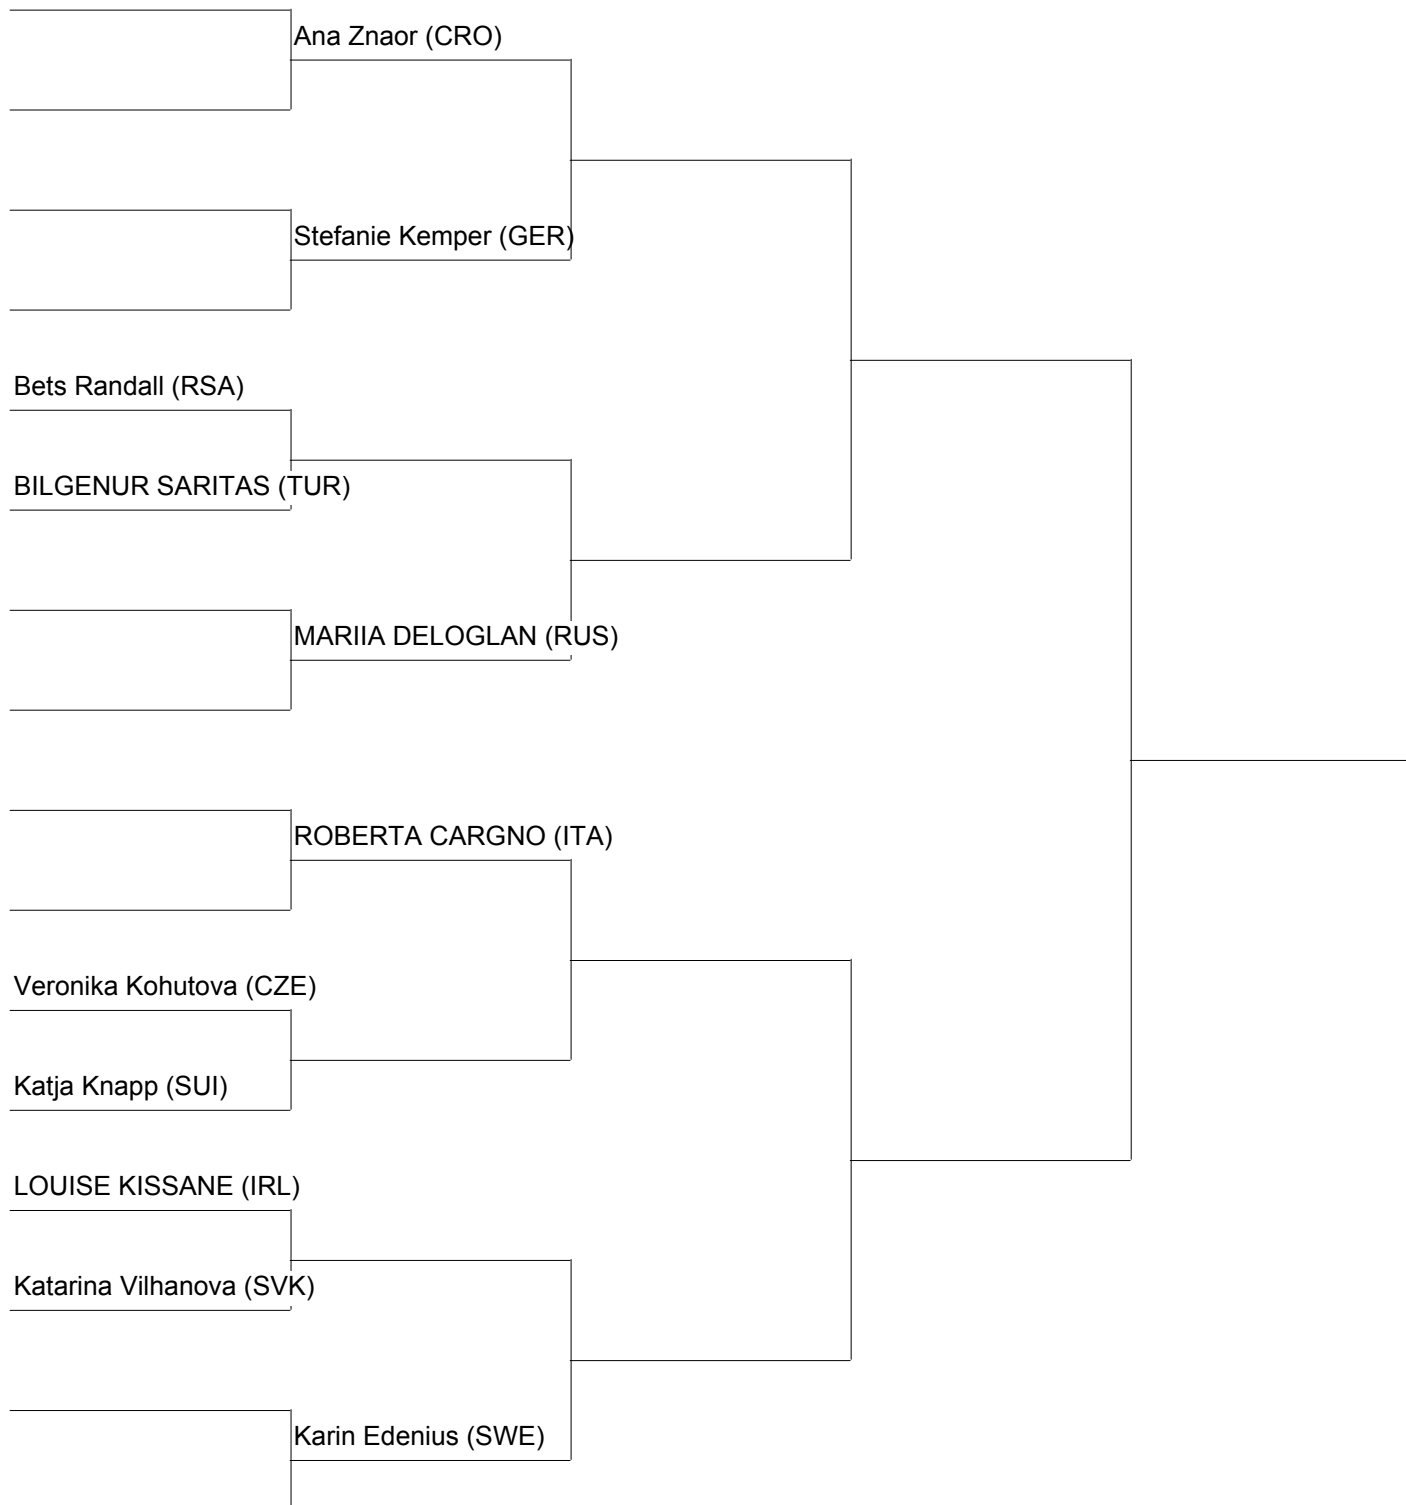 Ana Znaor (CRO)
Stefanie Kemper (GER)
Bets Randall (RSA)
BILGENUR SARITAS (TUR)
MARIIA DELOGLAN (RUS)
ROBERTA CARGNO (ITA)
Veronika Kohutova (CZE)
Katja Knapp (SUI)
LOUISE KISSANE (IRL)
Katarina Vilhanova (SVK)
Karin Edenius (SWE)